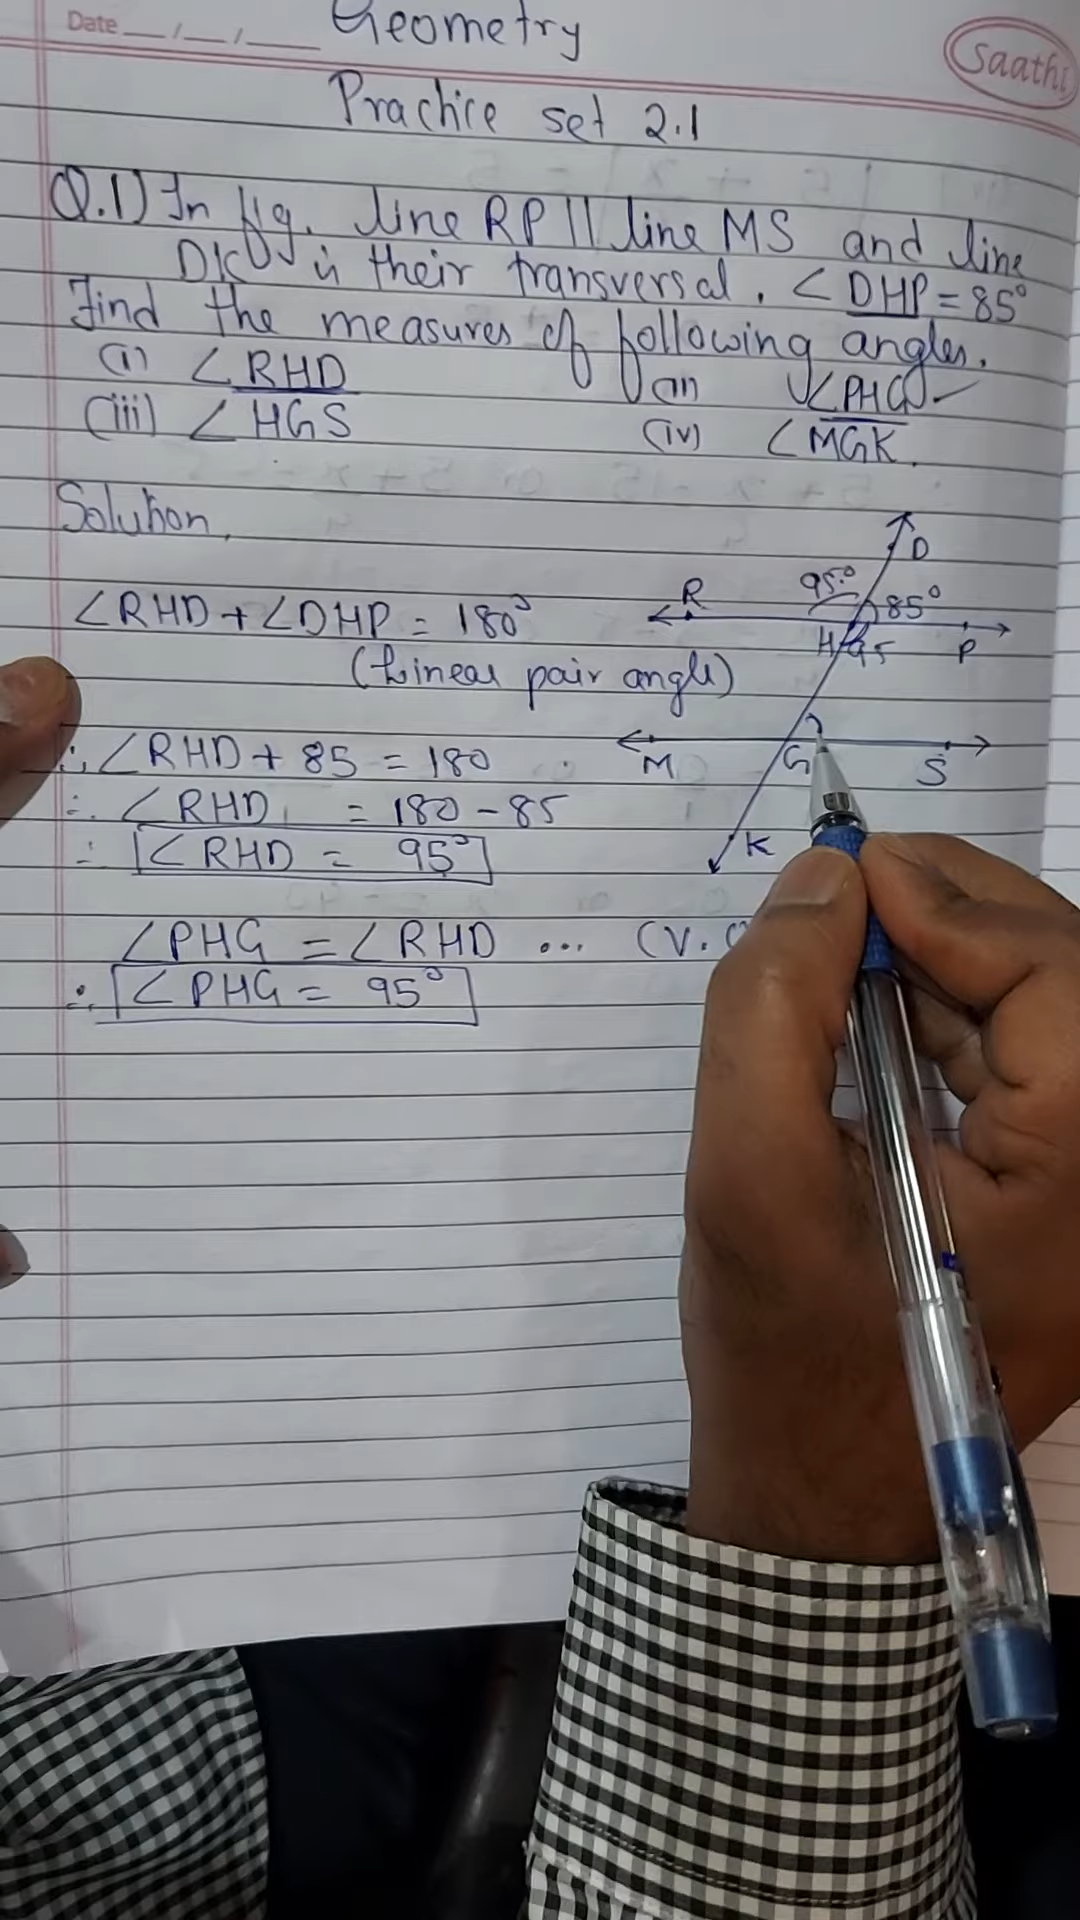 Date __/__/____ Geometry
Saathi
Practice set 2.1
Q.1) In fig. line RP || line MS and line
DK is their transversal. ∠DHP = 85°
Find the measures of following angles.
(i) ∠RHD (ii) ∠PHG
(iii) ∠HGS (iv) ∠MGK.
Solution,
D
R 95° 85°
H 95 P
M G S
K
∠RHD + ∠DHP = 180°
(Linear pair angle)
∴ ∠RHD + 85 = 180
∴ ∠RHD = 180 - 85
∴ ∠RHD = 95°
∠PHG = ∠RHD ... (V.
∴ ∠PHG = 95°